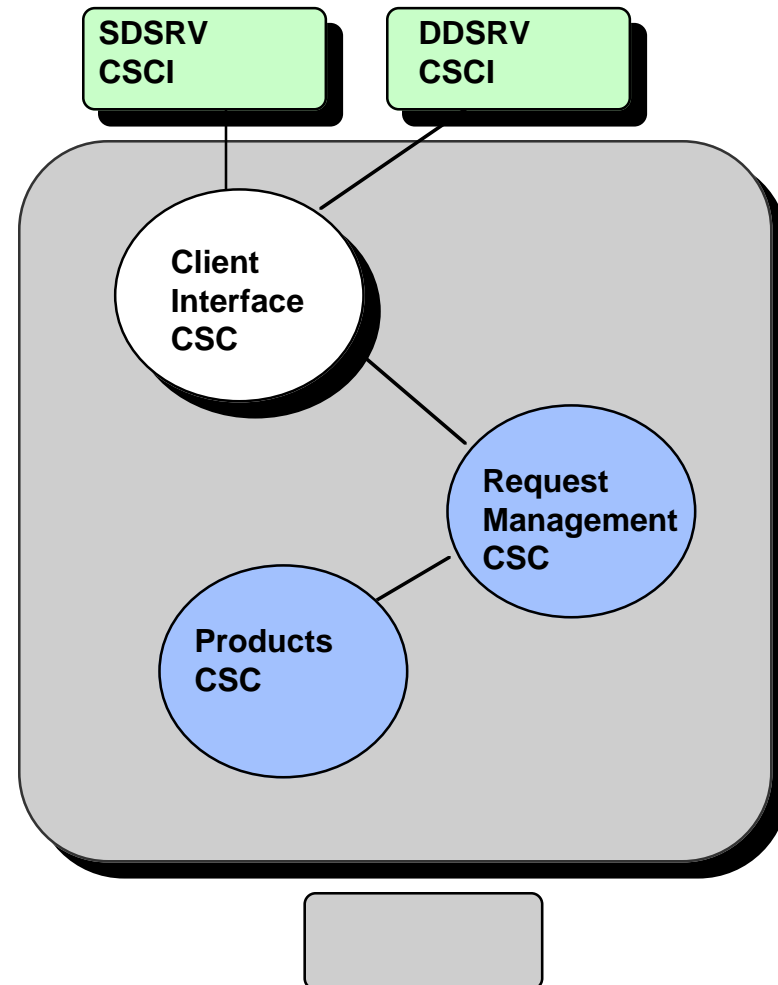 SDSRV
CSCI
DDSRV
CSCI
Client
Interface
CSC
Request
Management
CSC
Products
CSC